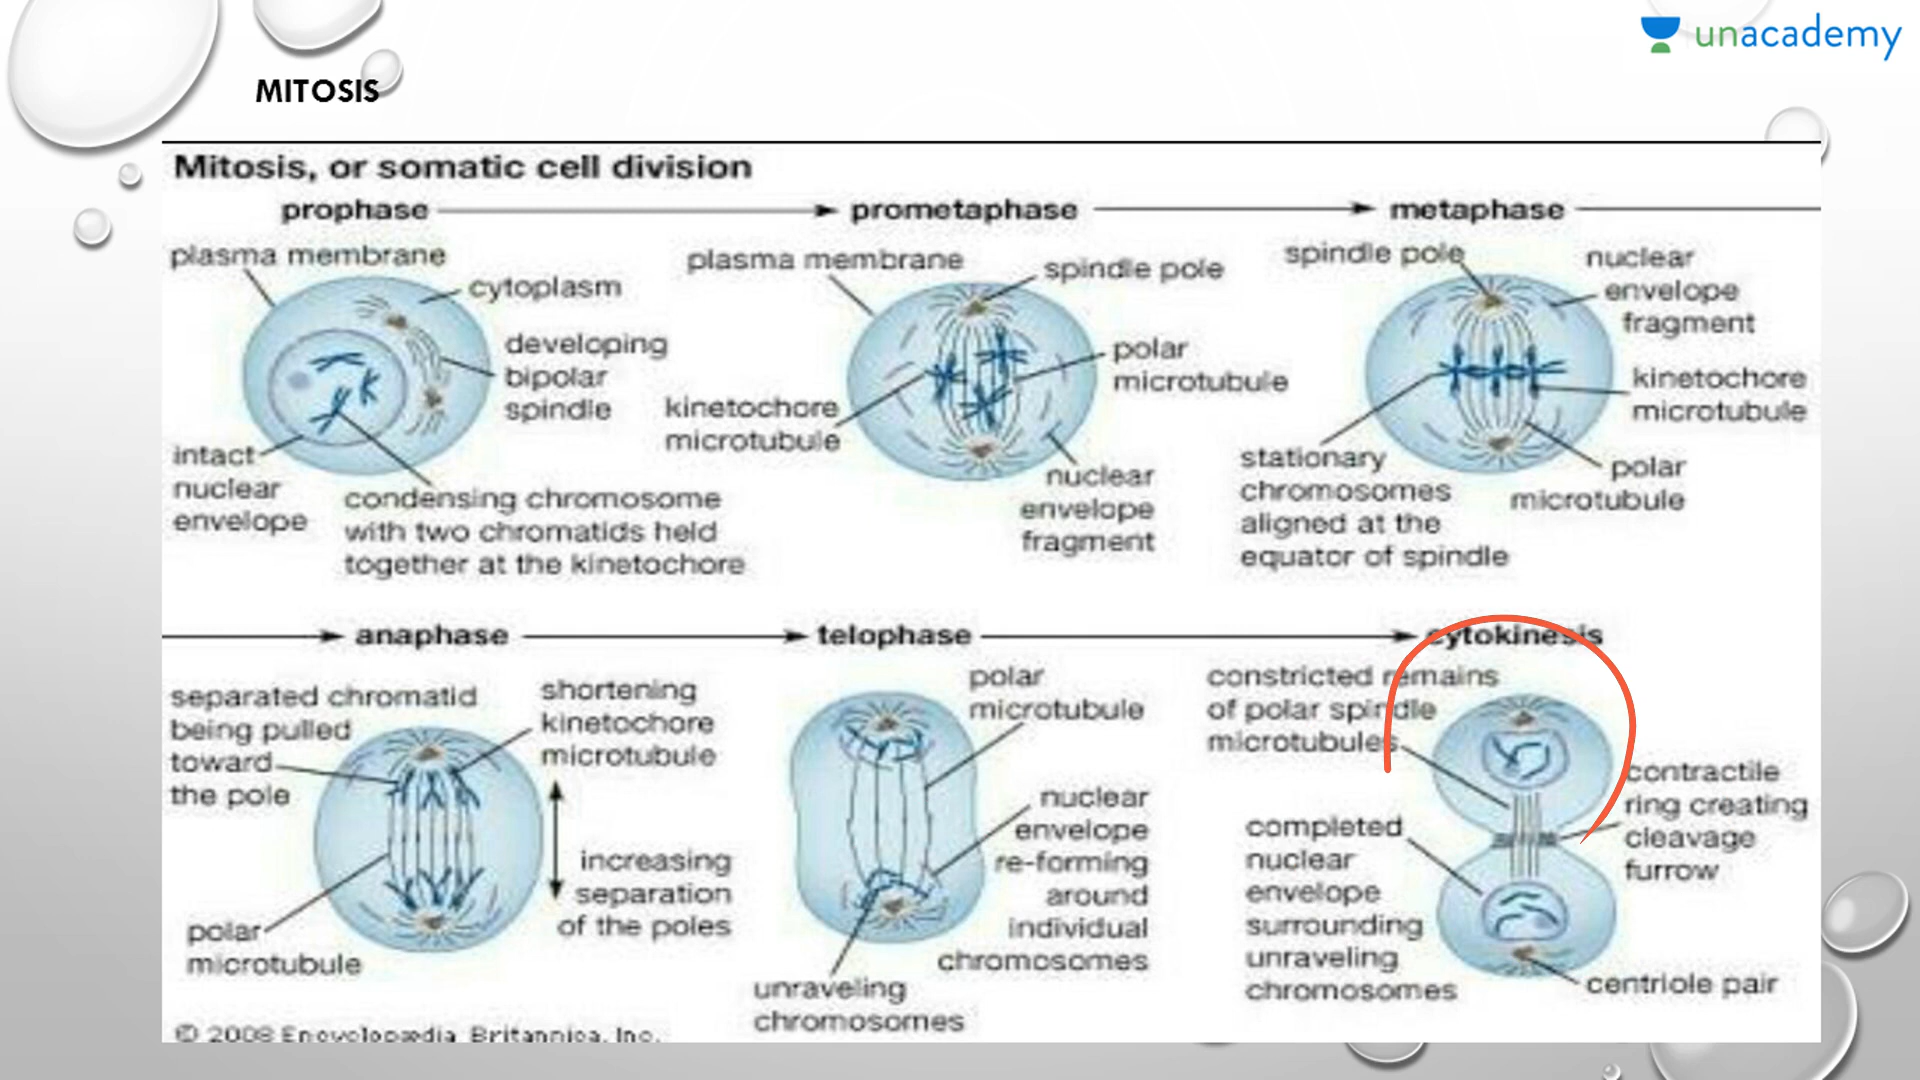 unacademy
MITOSIS
Mitosis, or somatic cell division
prophase
prometaphase
metaphase
plasma membrane
cytoplasm
developing
bipolar
spindle
intact
nuclear
envelope
condensing chromosome
with two chromatids held
together at the kinetochore
plasma membrane
spindle pole
polar
microtubule
kinetochore
microtubule
nuclear
envelope
fragment
spindle pole
nuclear
envelope
fragment
kinetochore
microtubule
stationary
chromosomes
aligned at the
equator of spindle
polar
microtubule
anaphase
telophase
cytokinesis
separated chromatid
being pulled
toward
the pole
shortening
kinetochore
microtubule
increasing
separation
of the poles
polar
microtubule
polar
microtubule
nuclear
envelope
re-forming
around
individual
chromosomes
unraveling
chromosomes
constricted remains
of polar spindle
microtubules
contractile
ring creating
cleavage
furrow
completed
nuclear
envelope
surrounding
unraveling
chromosomes
centriole pair
© 2008 Encyclopædia Britannica, Inc.